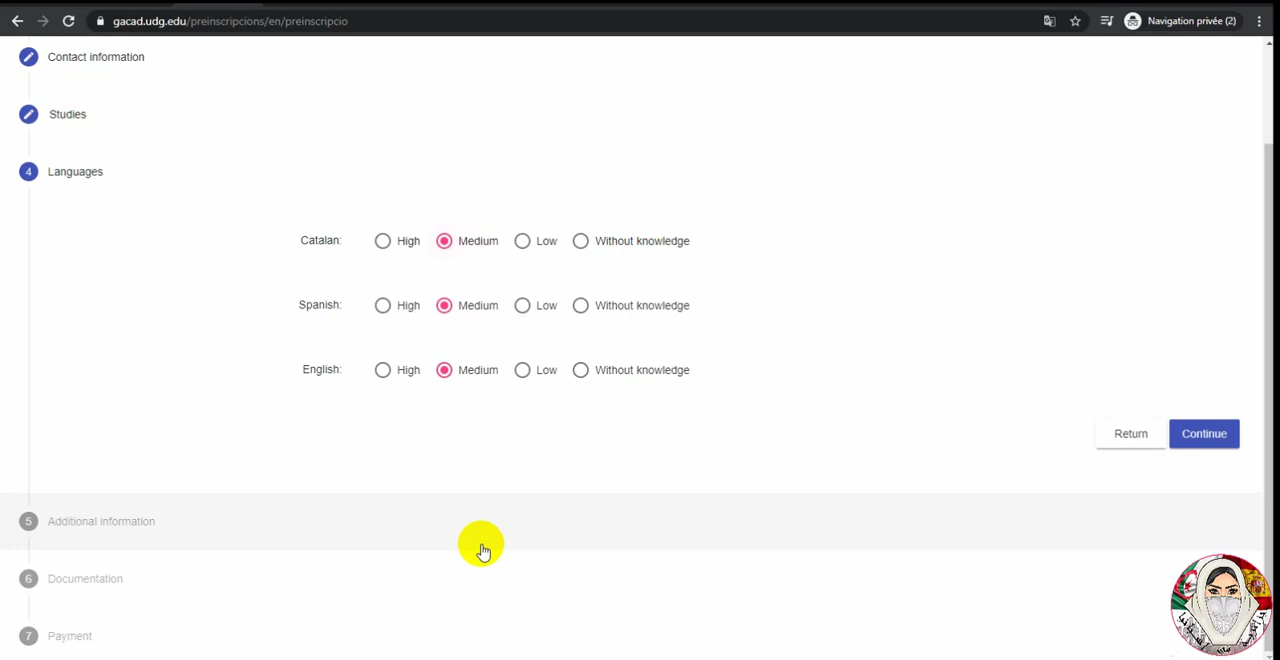 gacad.udg.edu/preinscripcions/en/preinscripcio
Navigation privée (2)
Contact information
Studies
4 Languages
Catalan: High Medium Low Without knowledge
Spanish: High Medium Low Without knowledge
English: High Medium Low Without knowledge
Return Continue
5 Additional information
6 Documentation
7 Payment